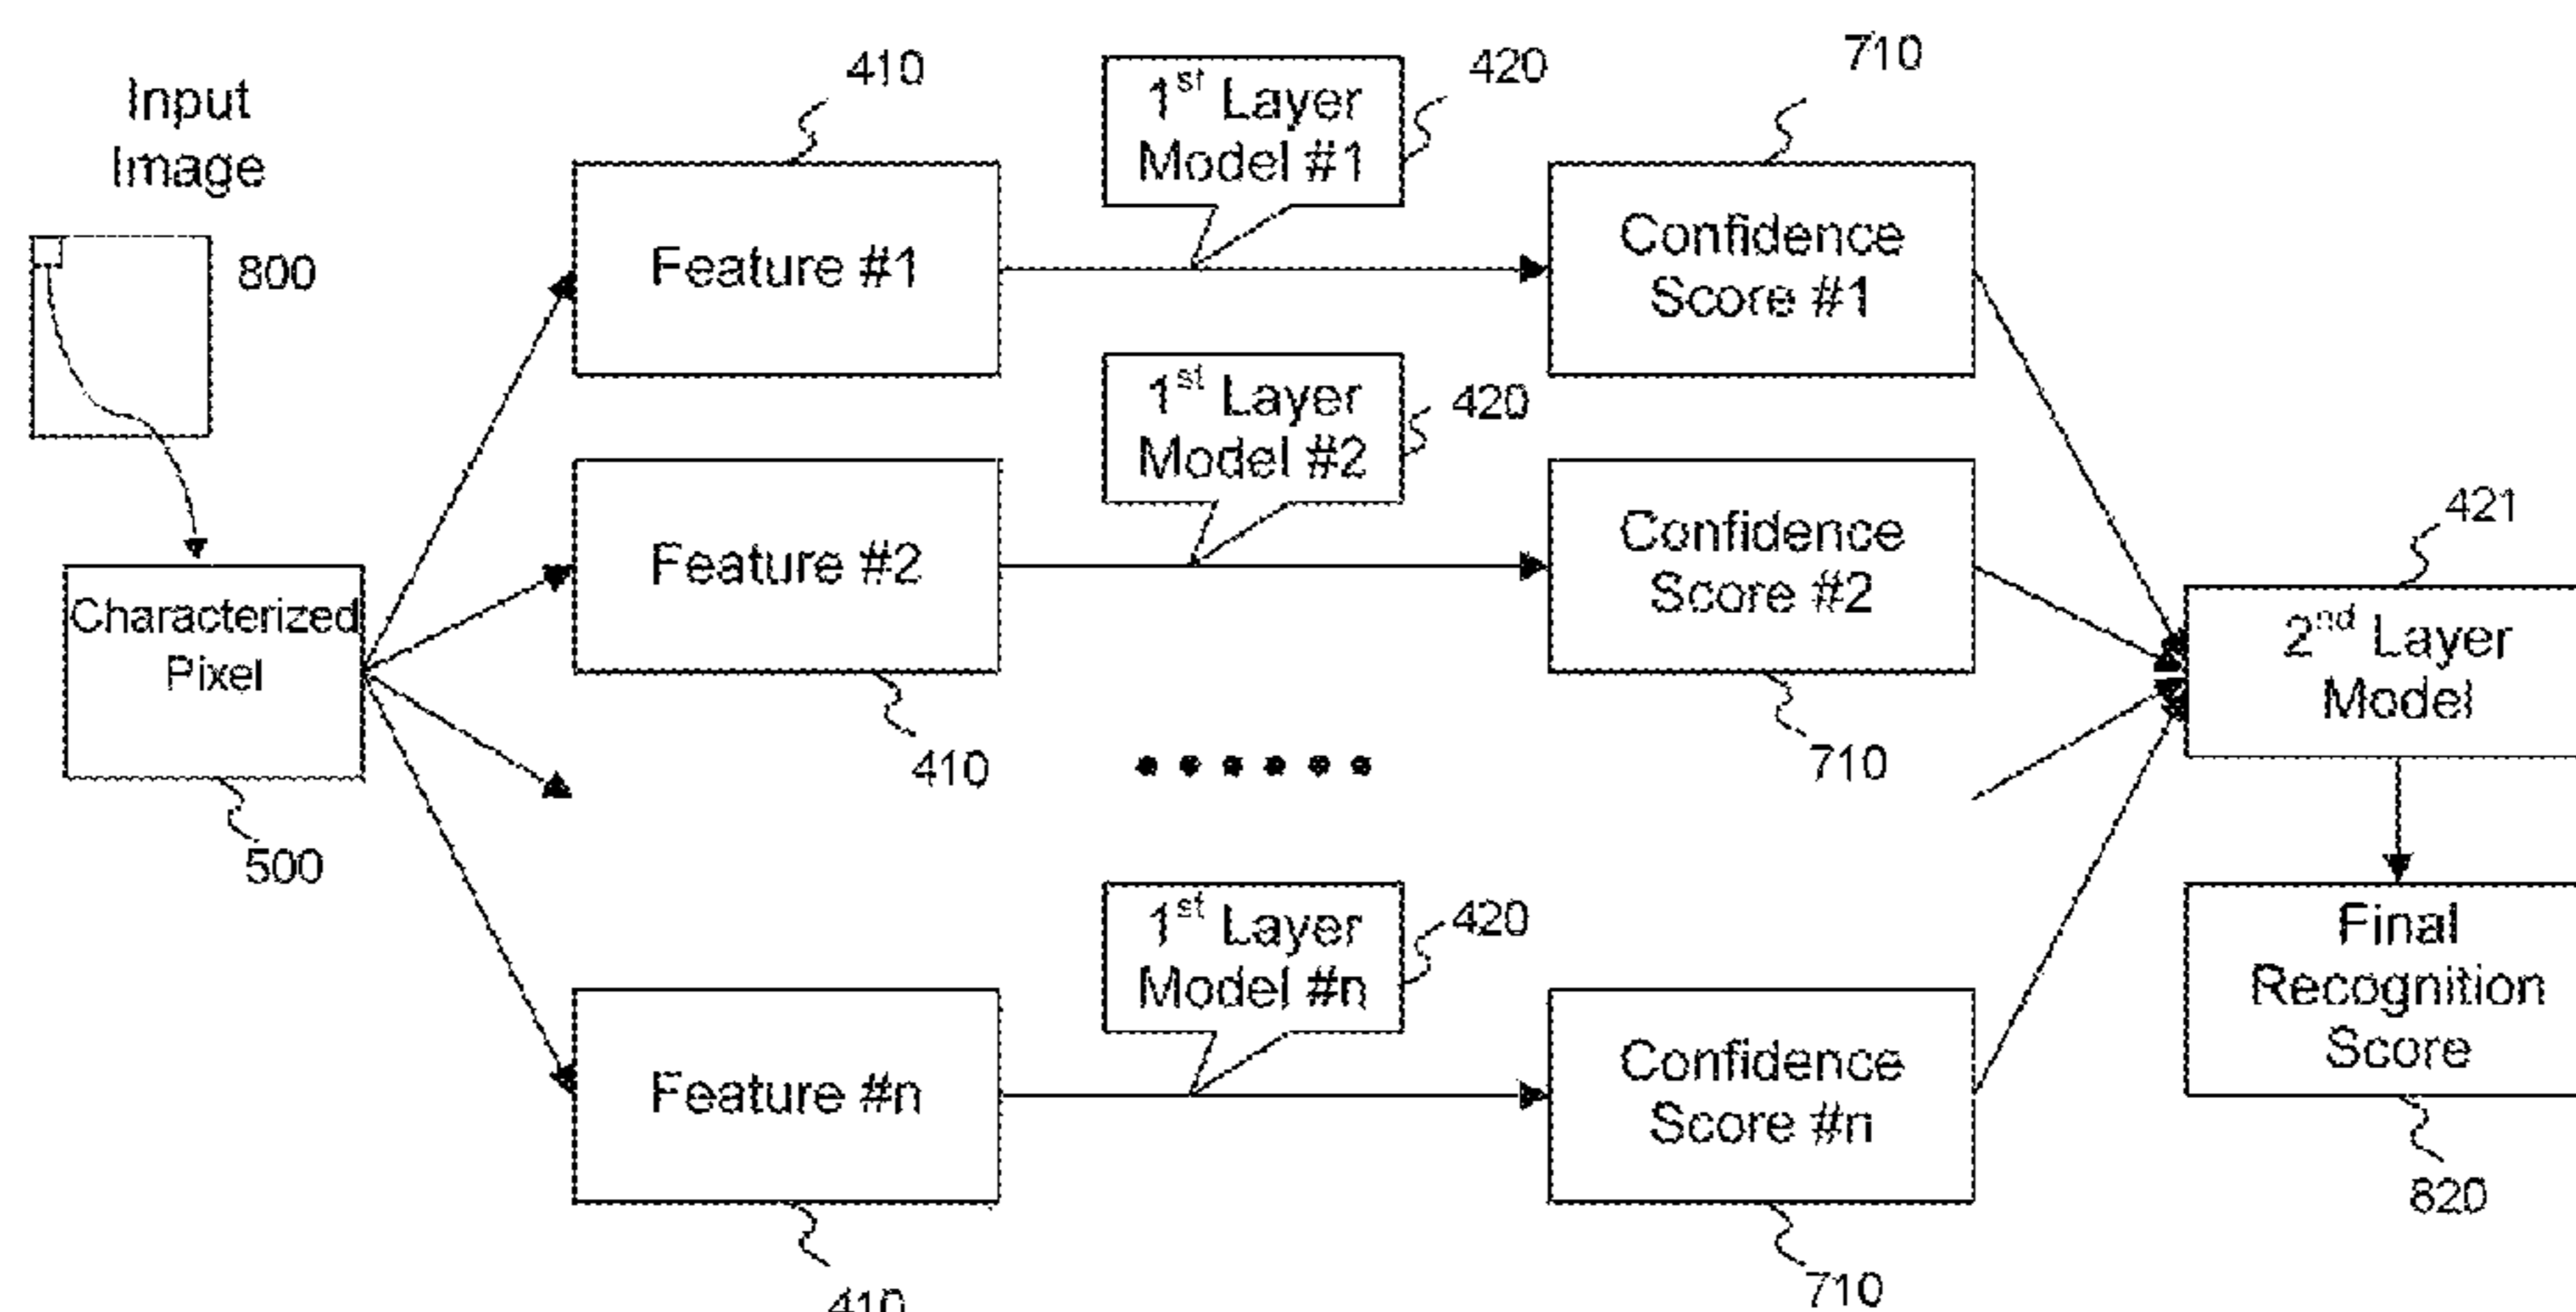 Input
Image
800
Characterized
Pixel
500
410
Feature #1
1st Layer
Model #1
420
710
Confidence
Score #1
Feature #2
410
1st Layer
Model #2
420
Confidence
Score #2
710
Feature #n
410
1st Layer
Model #n
420
Confidence
Score #n
710
421
2nd Layer
Model
Final
Recognition
Score
820